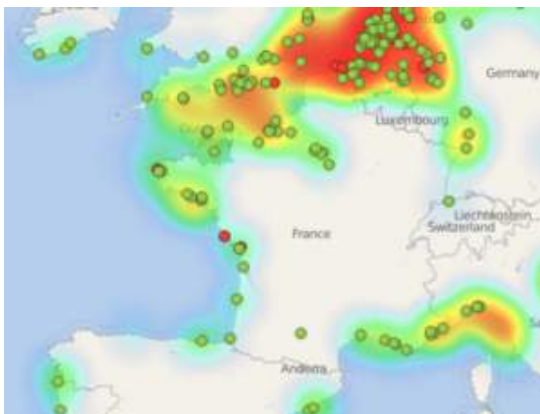 Germany
Luxembourg
Liechtenstein
Switzerland
France
Andorra